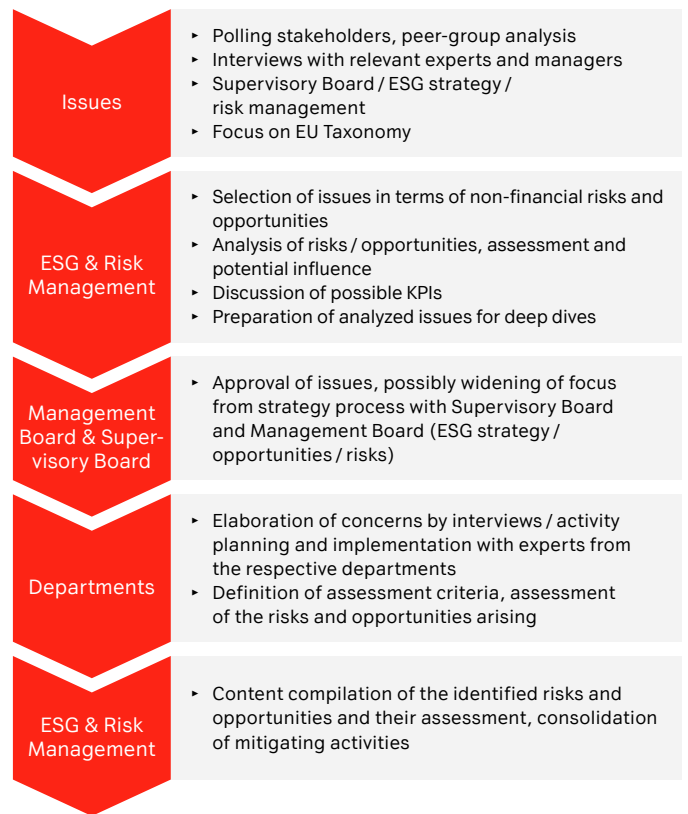 Issues
▸ Polling stakeholders, peer-group analysis
▸ Interviews with relevant experts and managers
▸ Supervisory Board / ESG strategy /
risk management
▸ Focus on EU Taxonomy
ESG & Risk
Management
▸ Selection of issues in terms of non-financial risks and
opportunities
▸ Analysis of risks / opportunities, assessment and
potential influence
▸ Discussion of possible KPIs
▸ Preparation of analyzed issues for deep dives
Management
Board & Super-
visory Board
▸ Approval of issues, possibly widening of focus
from strategy process with Supervisory Board
and Management Board (ESG strategy /
opportunities / risks)
Departments
▸ Elaboration of concerns by interviews / activity
planning and implementation with experts from
the respective departments
▸ Definition of assessment criteria, assessment
of the risks and opportunities arising
ESG & Risk
Management
▸ Content compilation of the identified risks and
opportunities and their assessment, consolidation
of mitigating activities